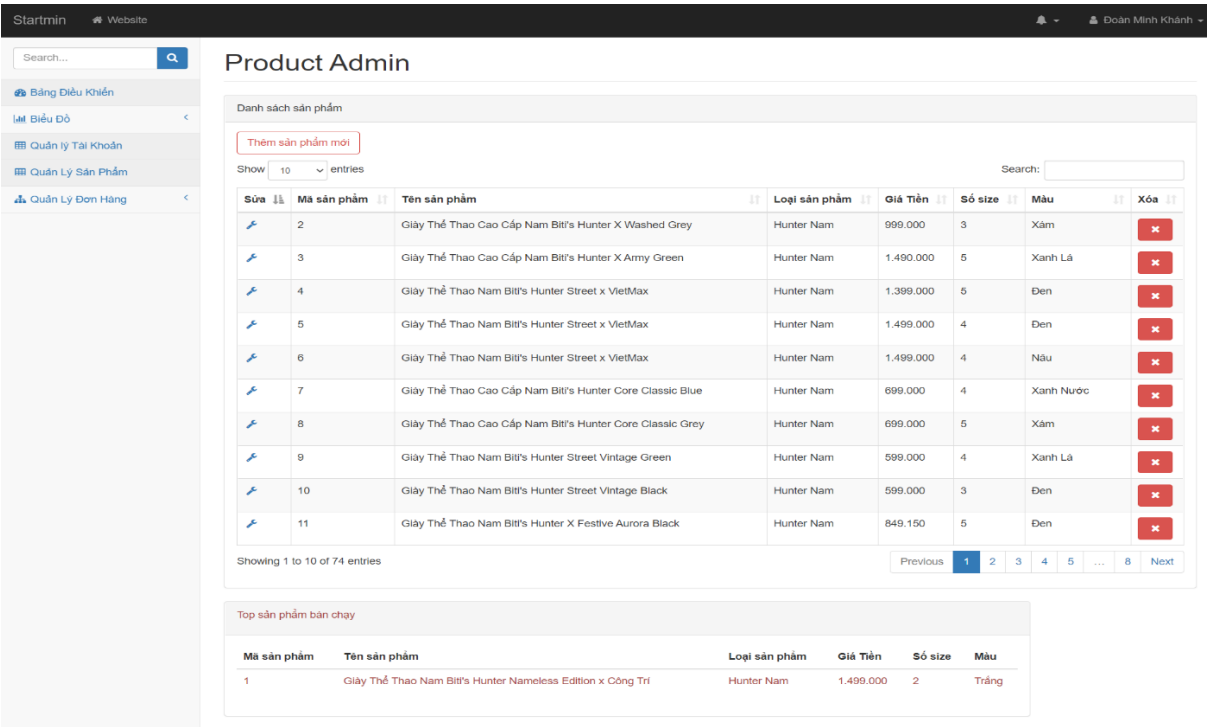 Startmin Website Đoàn Minh Khánh
Search...
Product Admin
Bảng Điều Khiển
Biểu Đồ
Quản lý Tài Khoản
Quản Lý Sản Phẩm
Quản Lý Đơn Hàng
Danh sách sản phẩm
Thêm sản phẩm mới
Show 10 entries Search:
Sửa Mã sản phẩm Tên sản phẩm Loại sản phẩm Giá Tiền Số size Màu Xóa
2 Giày Thể Thao Cao Cấp Nam Biti's Hunter X Washed Grey Hunter Nam 999.000 3 Xám
3 Giày Thể Thao Cao Cấp Nam Biti's Hunter X Army Green Hunter Nam 1.490.000 5 Xanh Lá
4 Giày Thể Thao Nam Biti's Hunter Street x VietMax Hunter Nam 1.399.000 5 Đen
5 Giày Thể Thao Nam Biti's Hunter Street x VietMax Hunter Nam 1.499.000 4 Đen
6 Giày Thể Thao Nam Biti's Hunter Street x VietMax Hunter Nam 1.499.000 4 Nâu
7 Giày Thể Thao Cao Cấp Nam Biti's Hunter Core Classic Blue Hunter Nam 699.000 4 Xanh Nước
8 Giày Thể Thao Cao Cấp Nam Biti's Hunter Core Classic Grey Hunter Nam 699.000 5 Xám
9 Giày Thể Thao Nam Biti's Hunter Street Vintage Green Hunter Nam 599.000 4 Xanh Lá
10 Giày Thể Thao Nam Biti's Hunter Street Vintage Black Hunter Nam 599.000 3 Đen
11 Giày Thể Thao Nam Biti's Hunter X Festive Aurora Black Hunter Nam 849.150 5 Đen
Showing 1 to 10 of 74 entries Previous 1 2 3 4 5 ... 8 Next
Top sản phẩm bán chạy
Mã sản phẩm Tên sản phẩm Loại sản phẩm Giá Tiền Số size Màu
1 Giày Thể Thao Nam Biti's Hunter Nameless Edition x Công Trí Hunter Nam 1.499.000 2 Trắng